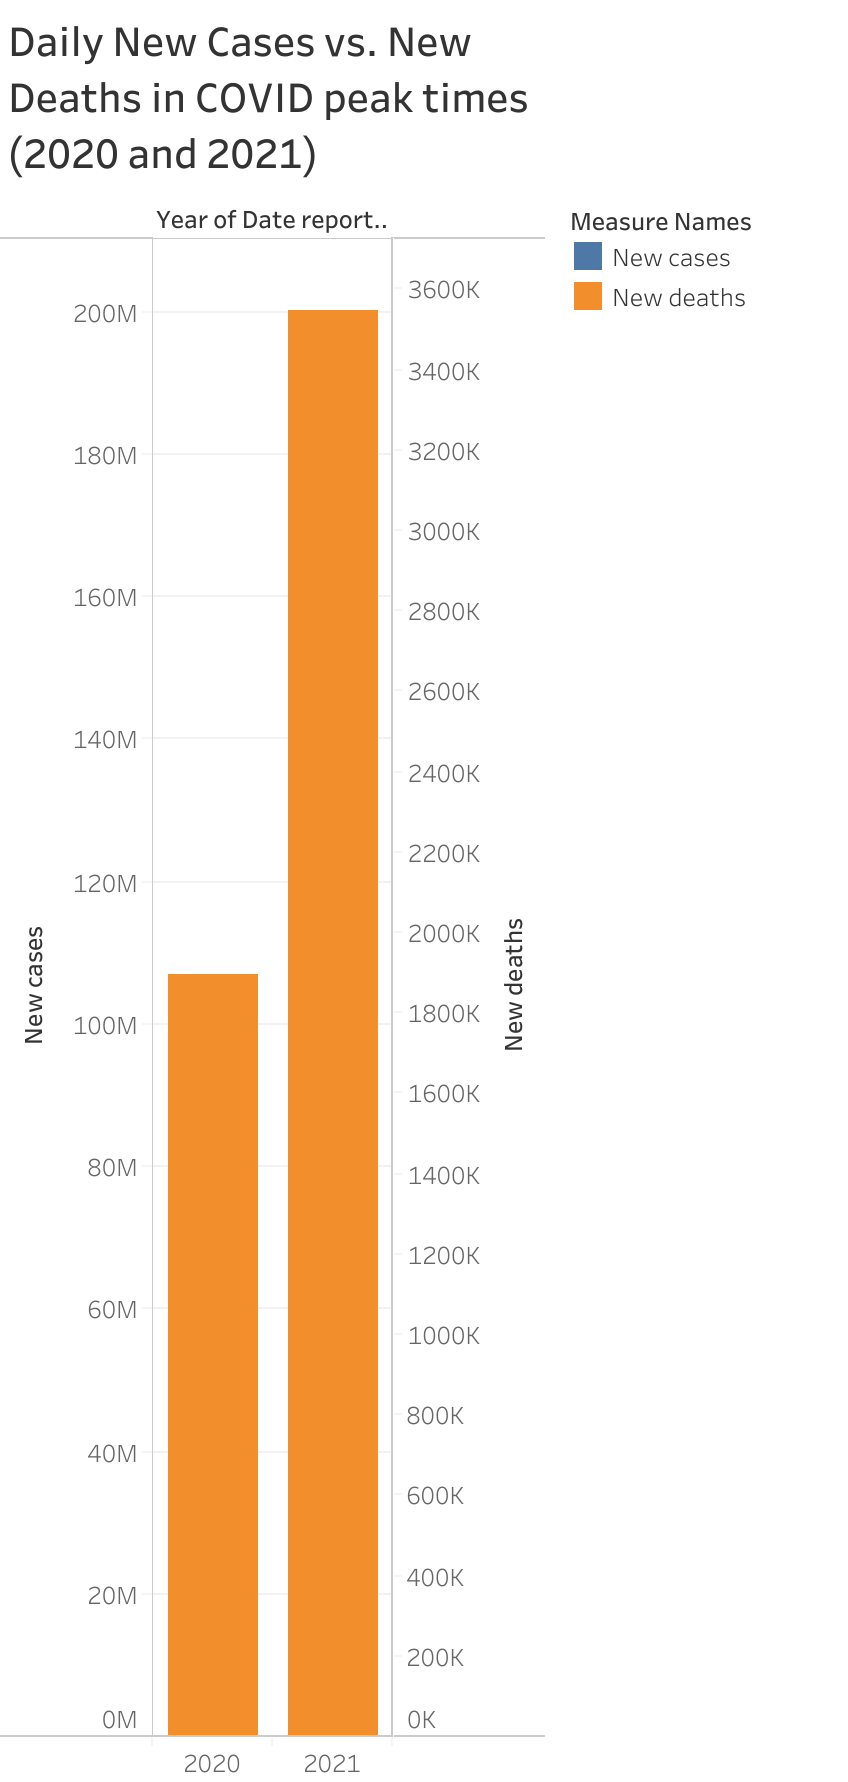 Daily New Cases vs. New
Deaths in COVID peak times
(2020 and 2021)
Year of Date report..
Measure Names
New cases
New deaths
New cases
200M
180M
160M
140M
120M
100M
80M
60M
40M
20M
0M
3600K
3400K
3200K
3000K
2800K
2600K
2400K
2200K
2000K
1800K
1600K
1400K
1200K
1000K
800K
600K
400K
200K
0K
New deaths
2020
2021